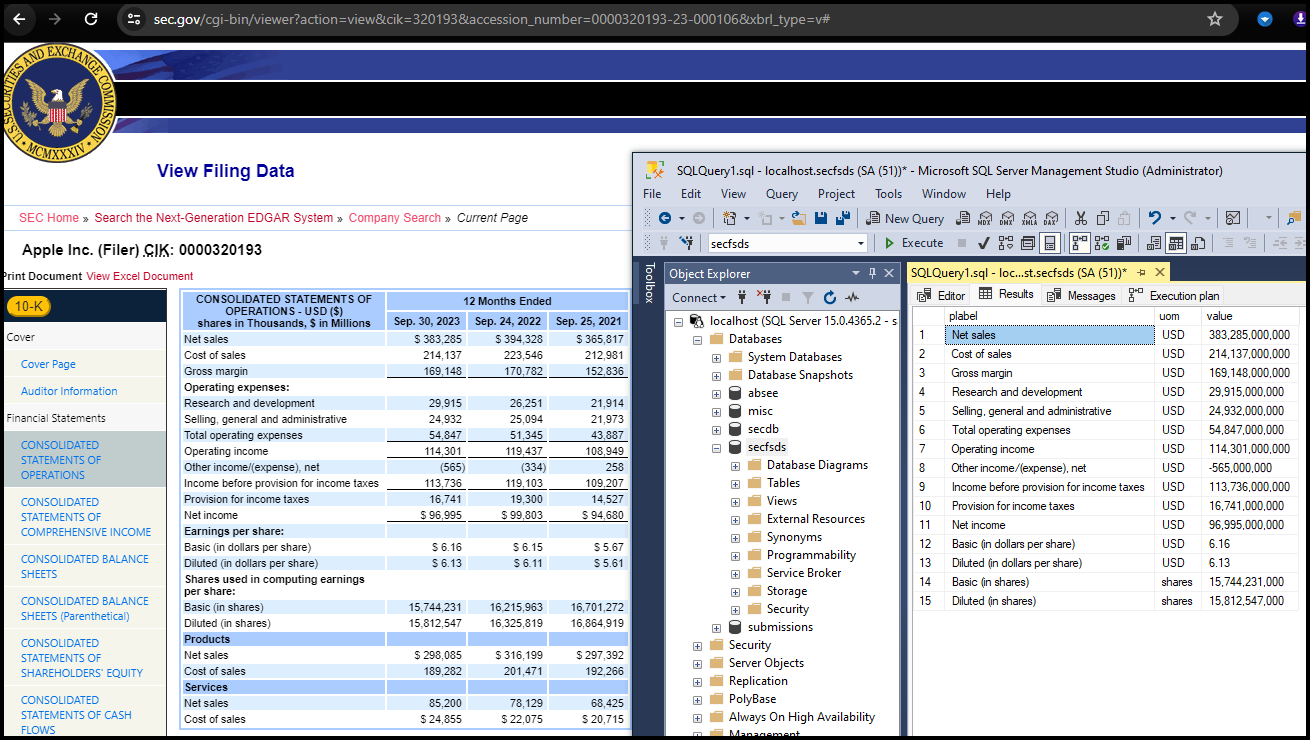 sec.gov/cgi-bin/viewer?action=view&cik=320193&accession_number=0000320193-23-000106&xbrl_type=v#
U.S. SECURITIES AND EXCHANGE COMMISSION
MCMXXXIV
View Filing Data
SEC Home » Search the Next-Generation EDGAR System » Company Search » Current Page
Apple Inc. (Filer) CIK: 0000320193
Print Document View Excel Document
10-K
Cover
Cover Page
Auditor Information
Financial Statements
CONSOLIDATED
STATEMENTS OF
OPERATIONS
CONSOLIDATED
STATEMENTS OF
COMPREHENSIVE INCOME
CONSOLIDATED BALANCE
SHEETS
CONSOLIDATED BALANCE
SHEETS (Parenthetical)
CONSOLIDATED
STATEMENTS OF
SHAREHOLDERS' EQUITY
CONSOLIDATED
STATEMENTS OF CASH
FLOWS
CONSOLIDATED STATEMENTS OF
OPERATIONS - USD ($)
shares in Thousands, $ in Millions
12 Months Ended
Sep. 30, 2023 Sep. 24, 2022 Sep. 25, 2021
Net sales $ 383,285 $ 394,328 $ 365,817
Cost of sales 214,137 223,546 212,981
Gross margin 169,148 170,782 152,836
Operating expenses:
Research and development 29,915 26,251 21,914
Selling, general and administrative 24,932 25,094 21,973
Total operating expenses 54,847 51,345 43,887
Operating income 114,301 119,437 108,949
Other income/(expense), net (565) (334) 258
Income before provision for income taxes 113,736 119,103 109,207
Provision for income taxes 16,741 19,300 14,527
Net income $ 96,995 $ 99,803 $ 94,680
Earnings per share:
Basic (in dollars per share) $ 6.16 $ 6.15 $ 5.67
Diluted (in dollars per share) $ 6.13 $ 6.11 $ 5.61
Shares used in computing earnings
per share:
Basic (in shares) 15,744,231 16,215,963 16,701,272
Diluted (in shares) 15,812,547 16,325,819 16,864,919
Products
Net sales $ 298,085 $ 316,199 $ 297,392
Cost of sales 189,282 201,471 192,266
Services
Net sales 85,200 78,129 68,425
Cost of sales $ 24,855 $ 22,075 $ 20,715
SQLQuery1.sql - localhost.secfsds (SA (51))* - Microsoft SQL Server Management Studio (Administrator)
File Edit View Query Project Tools Window Help
New Query MDX DMX XMLA DAX
secfsds Execute
Toolbox
Object Explorer
Connect
localhost (SQL Server 15.0.4365.2 - s
Databases
System Databases
Database Snapshots
absee
misc
secdb
secfsds
Database Diagrams
Tables
Views
External Resources
Synonyms
Programmability
Service Broker
Storage
Security
submissions
Security
Server Objects
Replication
PolyBase
Always On High Availability
Management
SQLQuery1.sql - loc...st.secfsds (SA (51))*
Editor Results Messages Execution plan
plabel uom value
1 Net sales USD 383,285,000,000
2 Cost of sales USD 214,137,000,000
3 Gross margin USD 169,148,000,000
4 Research and development USD 29,915,000,000
5 Selling, general and administrative USD 24,932,000,000
6 Total operating expenses USD 54,847,000,000
7 Operating income USD 114,301,000,000
8 Other income/(expense), net USD -565,000,000
9 Income before provision for income taxes USD 113,736,000,000
10 Provision for income taxes USD 16,741,000,000
11 Net income USD 96,995,000,000
12 Basic (in dollars per share) USD 6.16
13 Diluted (in dollars per share) USD 6.13
14 Basic (in shares) shares 15,744,231,000
15 Diluted (in shares) shares 15,812,547,000